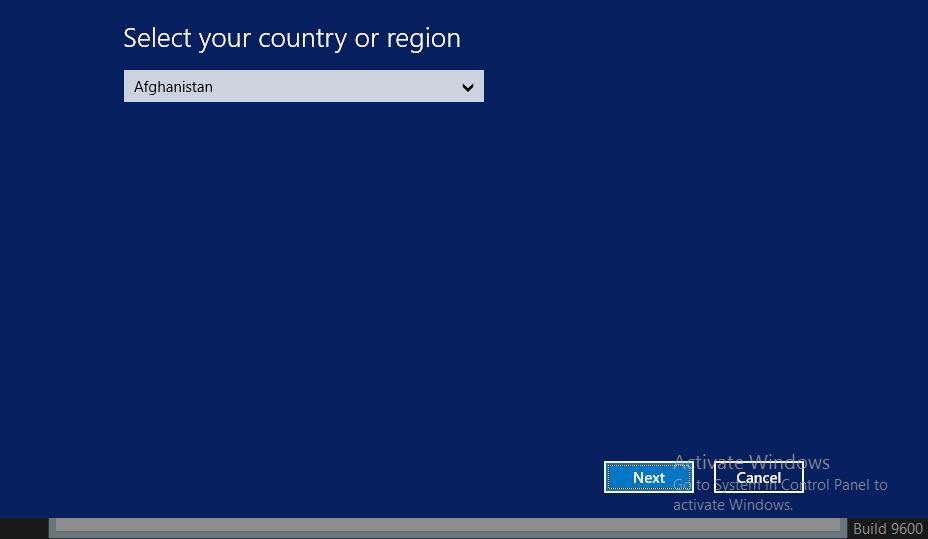 Select your country or region
Afghanistan
Activate Windows
Next
Cancel
Go to System in Control Panel to
activate Windows.
Build 9600